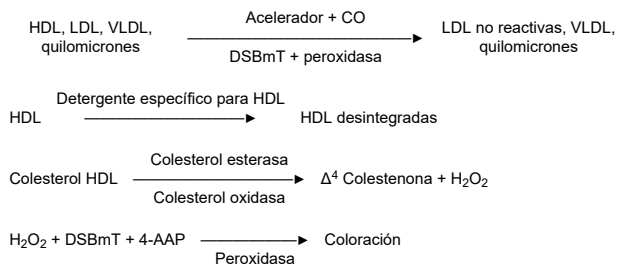 Acelerador + CO
HDL, LDL, VLDL, quilomicrones
LDL no reactivas, VLDL, quilomicrones
DSBmT + peroxidasa
Detergente específico para HDL
HDL
HDL desintegradas
Colesterol esterasa
Colesterol HDL
Δ⁴ Colestenona + H₂O₂
Colesterol oxidasa
H₂O₂ + DSBmT + 4-AAP
Coloración
Peroxidasa